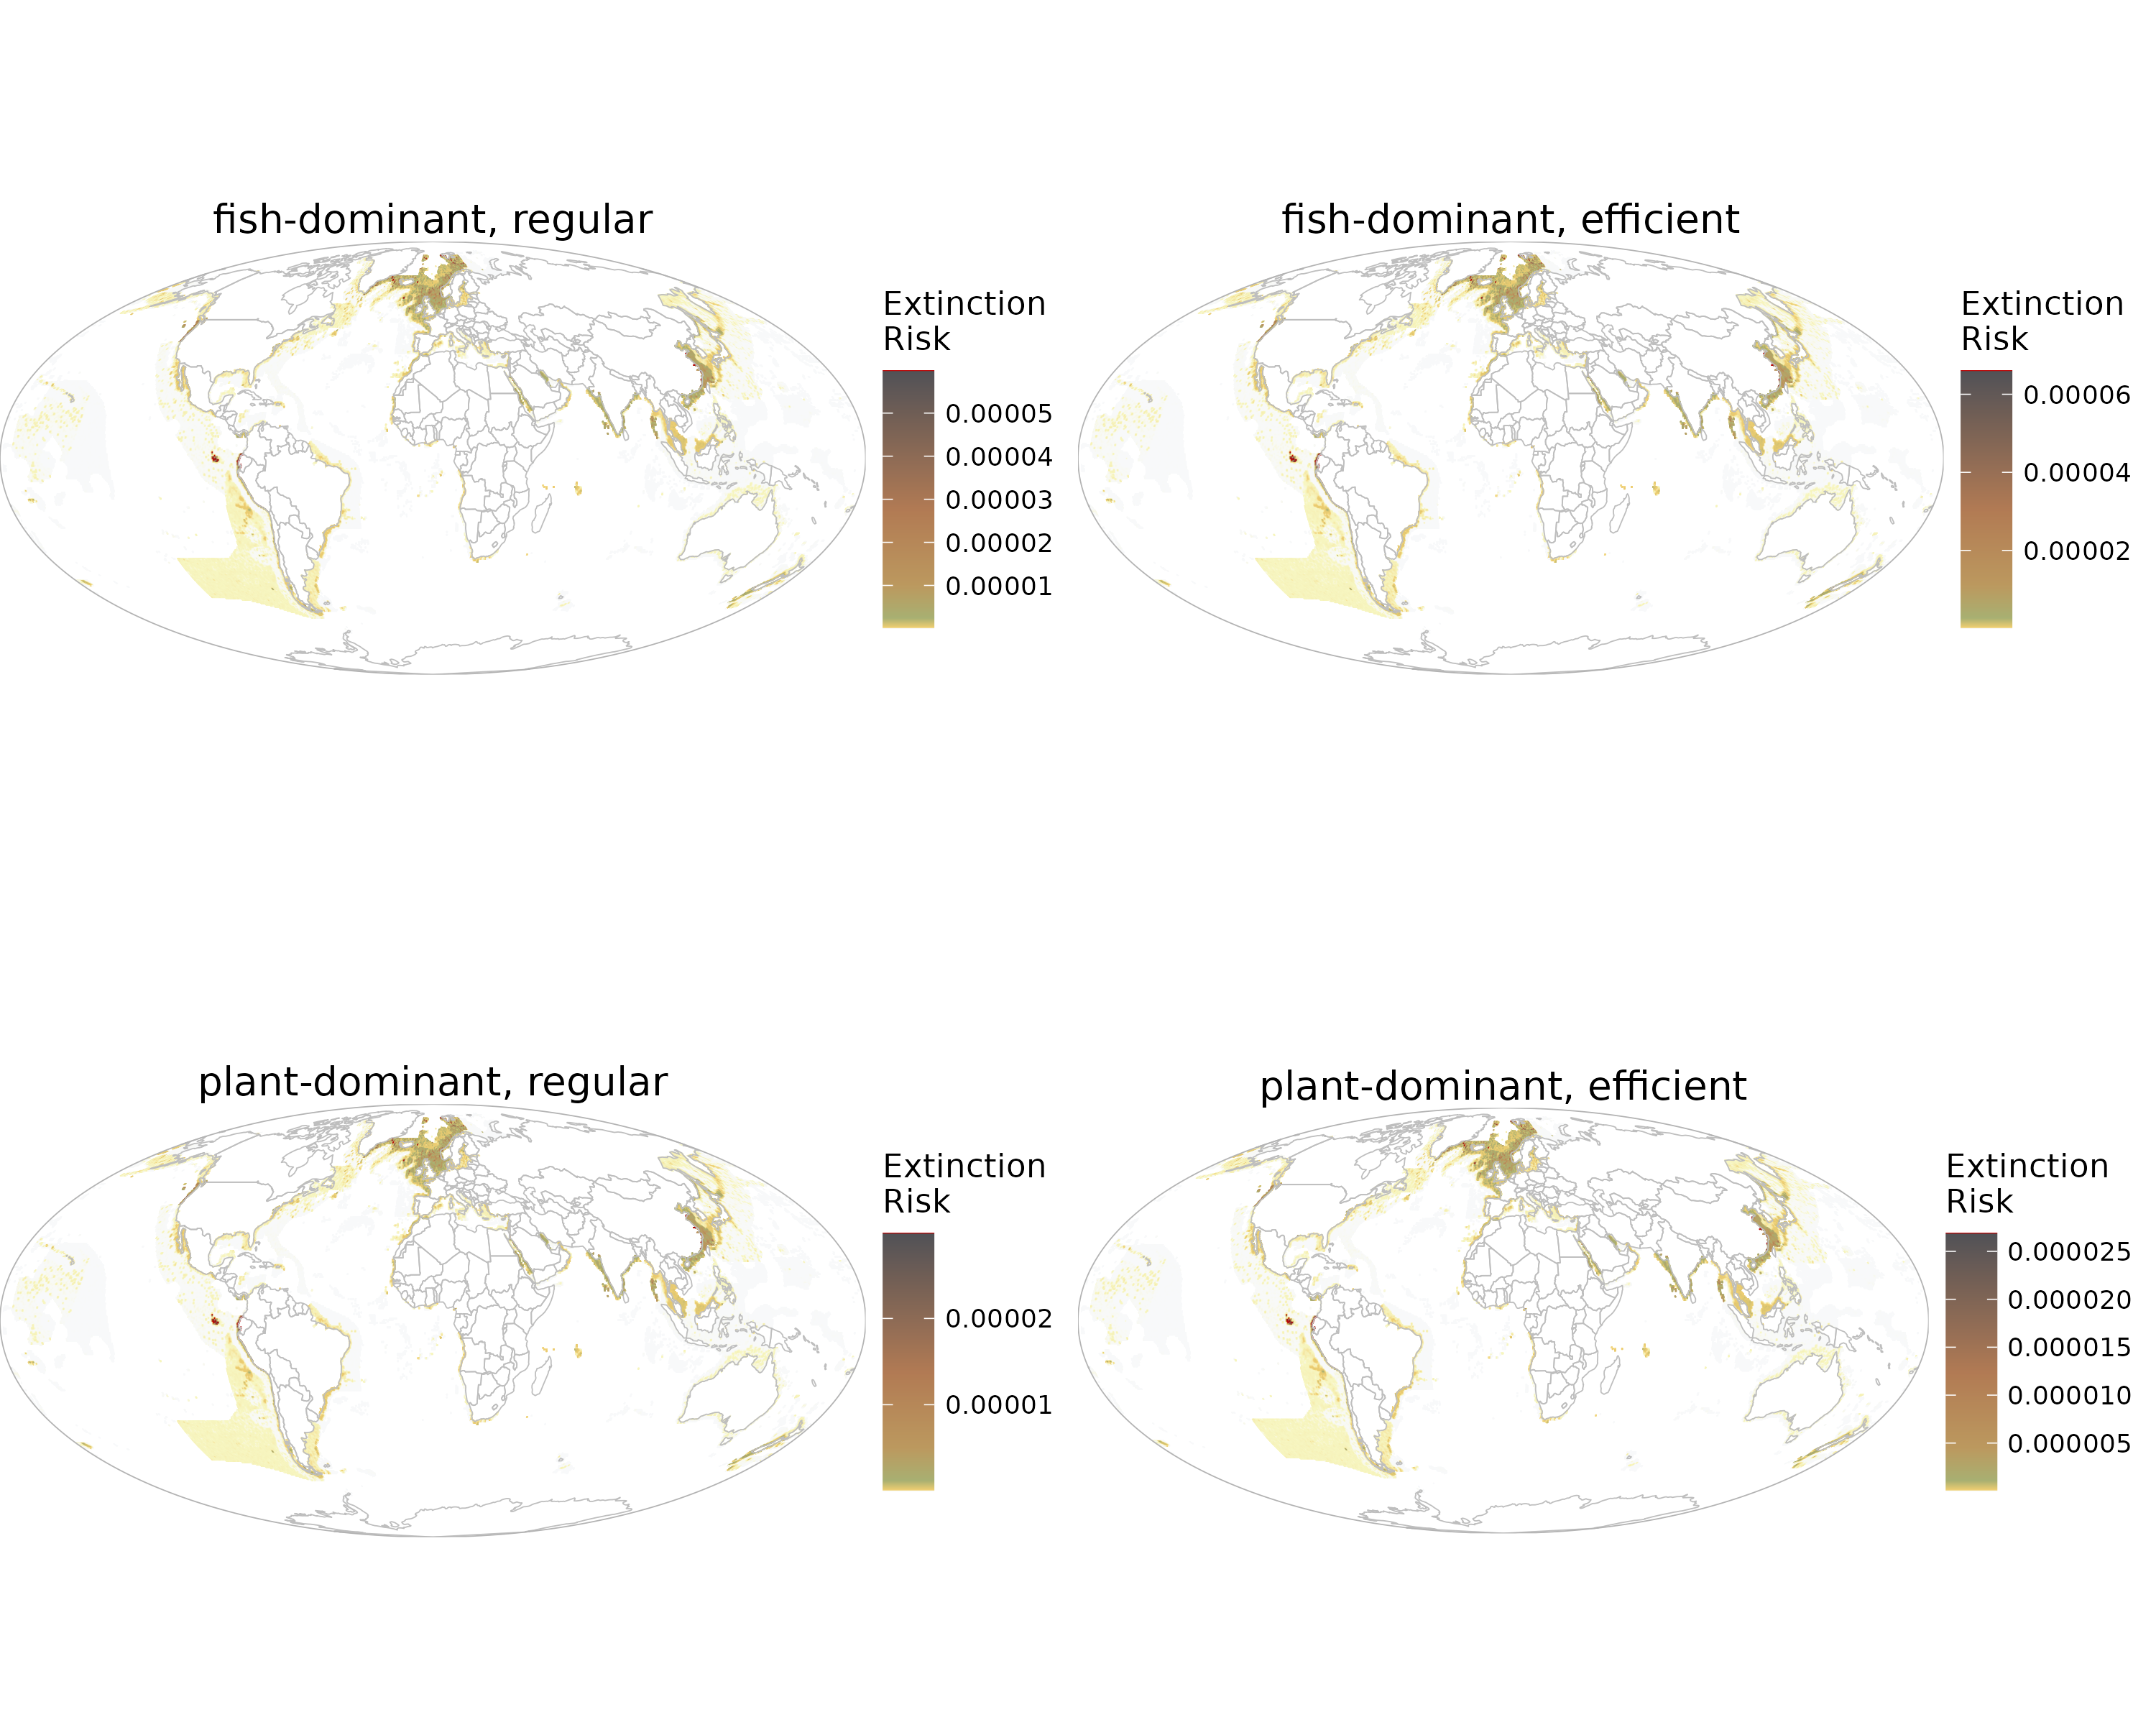 fish-dominant, regular
Extinction
Risk
0.00005
0.00004
0.00003
0.00002
0.00001
fish-dominant, efficient
Extinction
Risk
0.00006
0.00004
0.00002
plant-dominant, regular
Extinction
Risk
0.00002
0.00001
plant-dominant, efficient
Extinction
Risk
0.000025
0.000020
0.000015
0.000010
0.000005